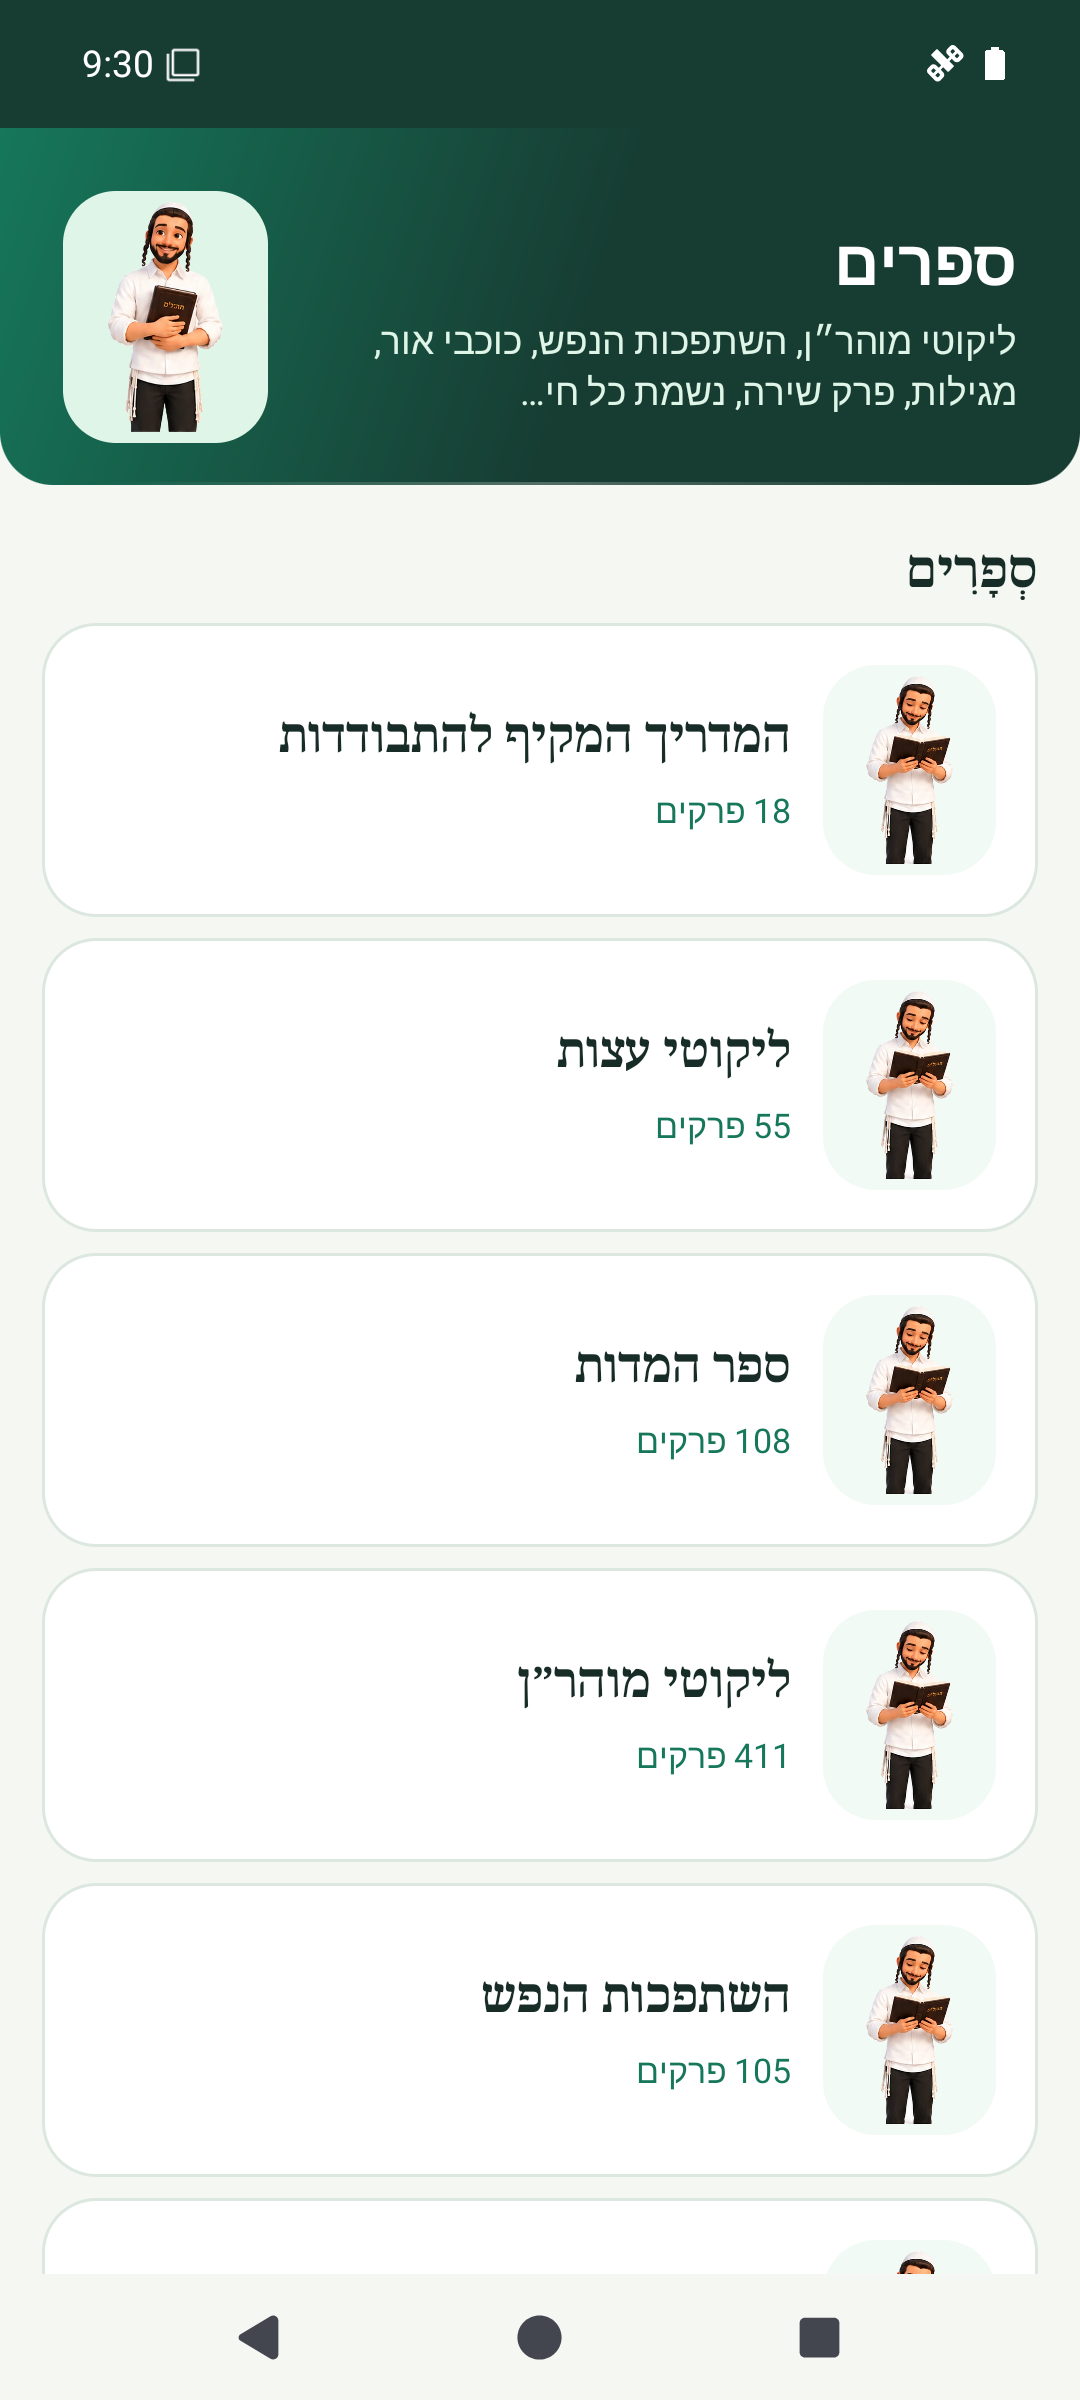 9:30
ספרים
ליקוטי מוהר״ן, השתפכות הנפש, כוכבי אור,
מגילות, פרק שירה, נשמת כל חי...
סְפָרִים
המדריך המקיף להתבודדות
18 פרקים
ליקוטי עצות
55 פרקים
ספר המדות
108 פרקים
ליקוטי מוהר״ן
411 פרקים
השתפכות הנפש
105 פרקים